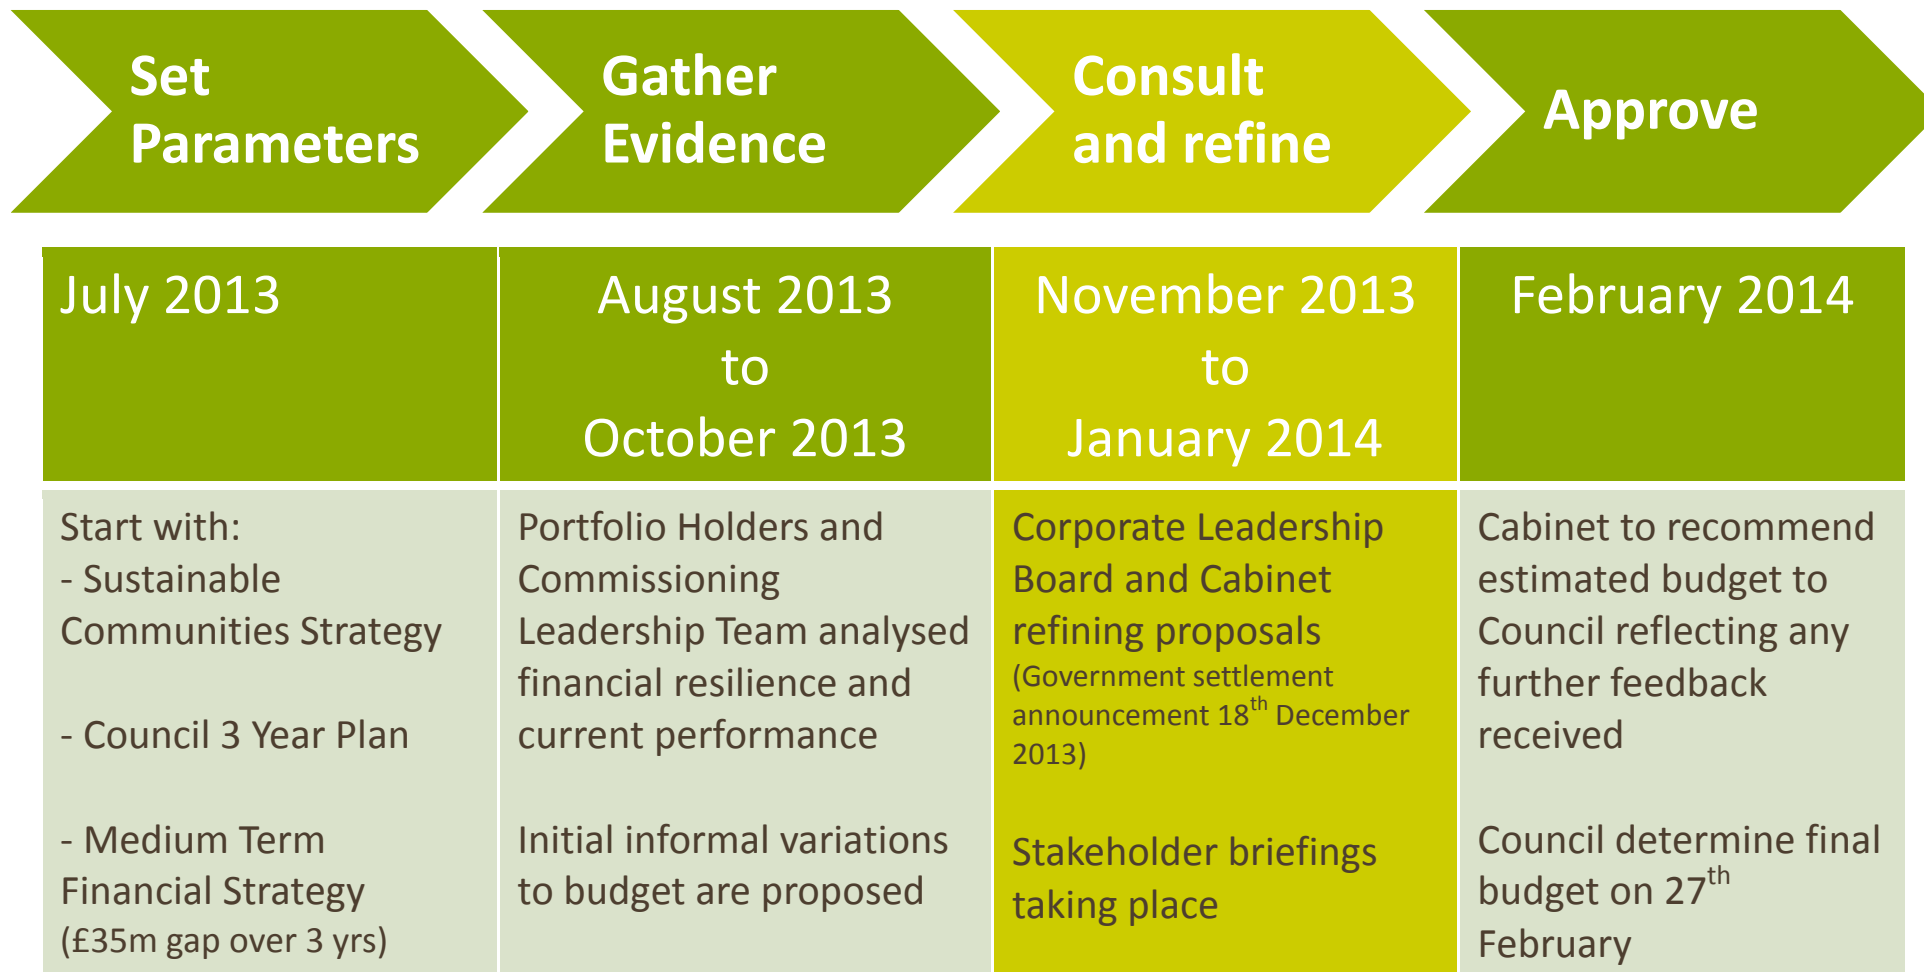 Set
Parameters
Gather
Evidence
Consult
and refine
Approve
July 2013
August 2013
to
October 2013
November 2013
to
January 2014
February 2014
Start with:
- Sustainable
Communities Strategy
- Council 3 Year Plan
- Medium Term
Financial Strategy
(£35m gap over 3 yrs)
Portfolio Holders and
Commissioning
Leadership Team analysed
financial resilience and
current performance
Initial informal variations
to budget are proposed
Corporate Leadership
Board and Cabinet
refining proposals
(Government settlement
announcement 18th December
2013)
Stakeholder briefings
taking place
Cabinet to recommend
estimated budget to
Council reflecting any
further feedback
received
Council determine final
budget on 27th
February